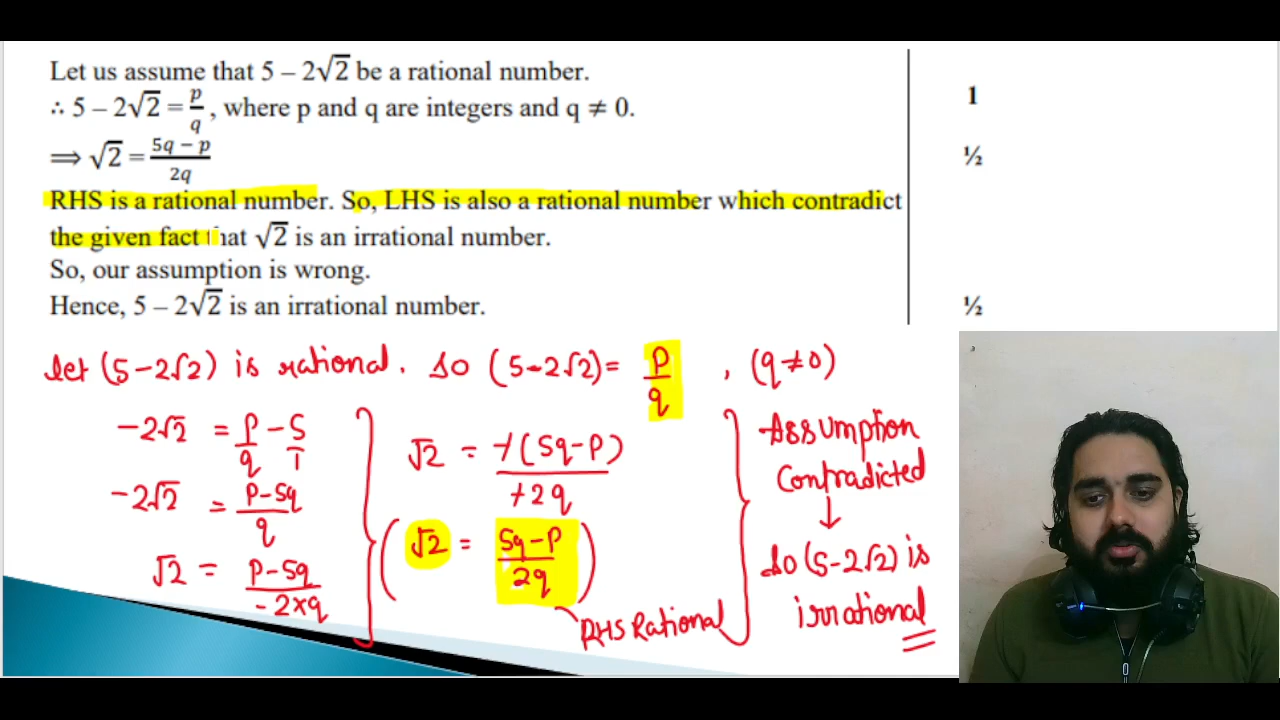 Let us assume that 5 – 2√2 be a rational number.
∴ 5 – 2√2 = p/q , where p and q are integers and q ≠ 0.
1
⟹ √2 = (5q − p)/2q
½
RHS is a rational number. So, LHS is also a rational number which contradict
the given fact that √2 is an irrational number.
So, our assumption is wrong.
Hence, 5 – 2√2 is an irrational number.
½
let (5-2√2) is rational. so (5-2√2) = p/q , (q≠0)
-2√2 = p/q - 5/1
-2√2 = (p-5q)/q
√2 = (p-5q)/(-2×q)
√2 = -(5q-p)/+2q
(√2 = (5q-p)/2q)
RHS Rational
Assumption
Contradicted
↓
so (5-2√2) is
irrational